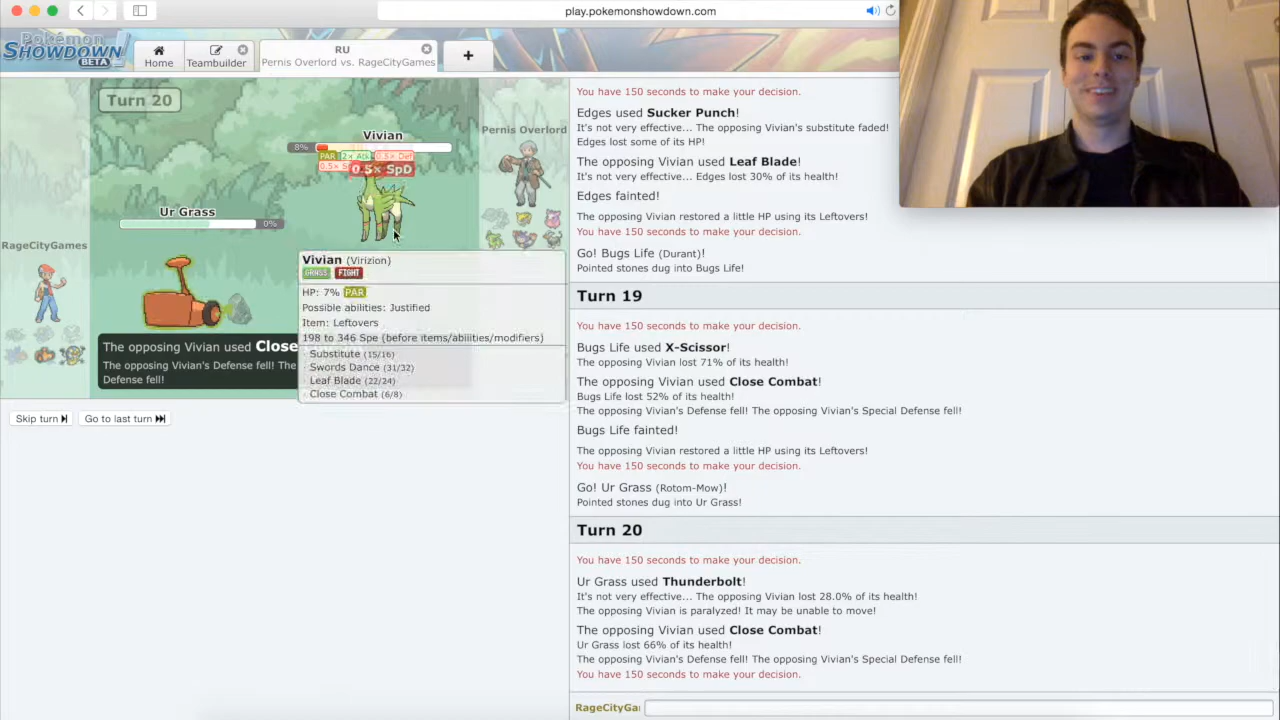 play.pokemonshowdown.com
Pokémon
SHOWDOWN
BETA
Home
Teambuilder
RU
Pernis Overlord vs. RageCityGames
Turn 20
Vivian
8%
PAR 2× Atk 0.5× Def
0.5× SpD
Ur Grass
0%
Pernis Overlord
RageCityGames
Vivian (Virizion)
GRASS FIGHT
HP: 7% PAR
Possible abilities: Justified
Item: Leftovers
198 to 346 Spe (before items/abilities/modifiers)
· Substitute (15/16)
· Swords Dance (31/32)
· Leaf Blade (22/24)
· Close Combat (6/8)
The opposing Vivian used Close
The opposing Vivian's Defense fell! The
Defense fell!
Skip turn
Go to last turn
You have 150 seconds to make your decision.
Edges used Sucker Punch!
It's not very effective... The opposing Vivian's substitute faded!
Edges lost some of its HP!
The opposing Vivian used Leaf Blade!
It's not very effective... Edges lost 30% of its health!
Edges fainted!
The opposing Vivian restored a little HP using its Leftovers!
You have 150 seconds to make your decision.
Go! Bugs Life (Durant)!
Pointed stones dug into Bugs Life!
Turn 19
You have 150 seconds to make your decision.
Bugs Life used X-Scissor!
The opposing Vivian lost 71% of its health!
The opposing Vivian used Close Combat!
Bugs Life lost 52% of its health!
The opposing Vivian's Defense fell! The opposing Vivian's Special Defense fell!
Bugs Life fainted!
The opposing Vivian restored a little HP using its Leftovers!
You have 150 seconds to make your decision.
Go! Ur Grass (Rotom-Mow)!
Pointed stones dug into Ur Grass!
Turn 20
You have 150 seconds to make your decision.
Ur Grass used Thunderbolt!
It's not very effective... The opposing Vivian lost 28.0% of its health!
The opposing Vivian is paralyzed! It may be unable to move!
The opposing Vivian used Close Combat!
Ur Grass lost 66% of its health!
The opposing Vivian's Defense fell! The opposing Vivian's Special Defense fell!
You have 150 seconds to make your decision.
RageCityGa